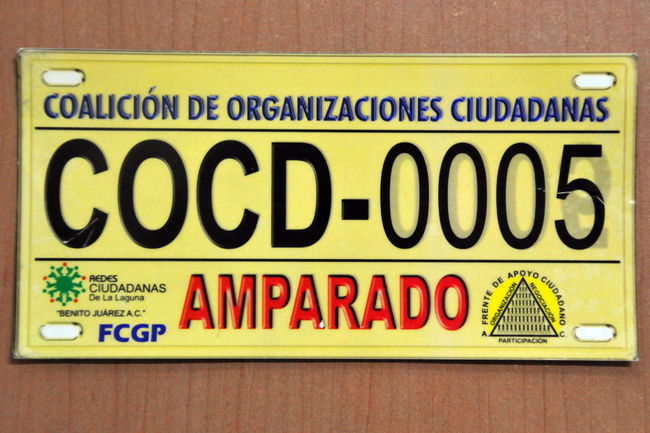 COALICIÓN DE ORGANIZACIONES CIUDADANAS
COCD-0005
REDES
CIUDADANAS
De La Laguna
"BENITO JUÁREZ A.C."
FCGP
AMPARADO
FRENTE DE APOYO CIUDADANO
ORGANIZACIÓN
NEGOCIACIÓN
A. C.
PARTICIPACIÓN